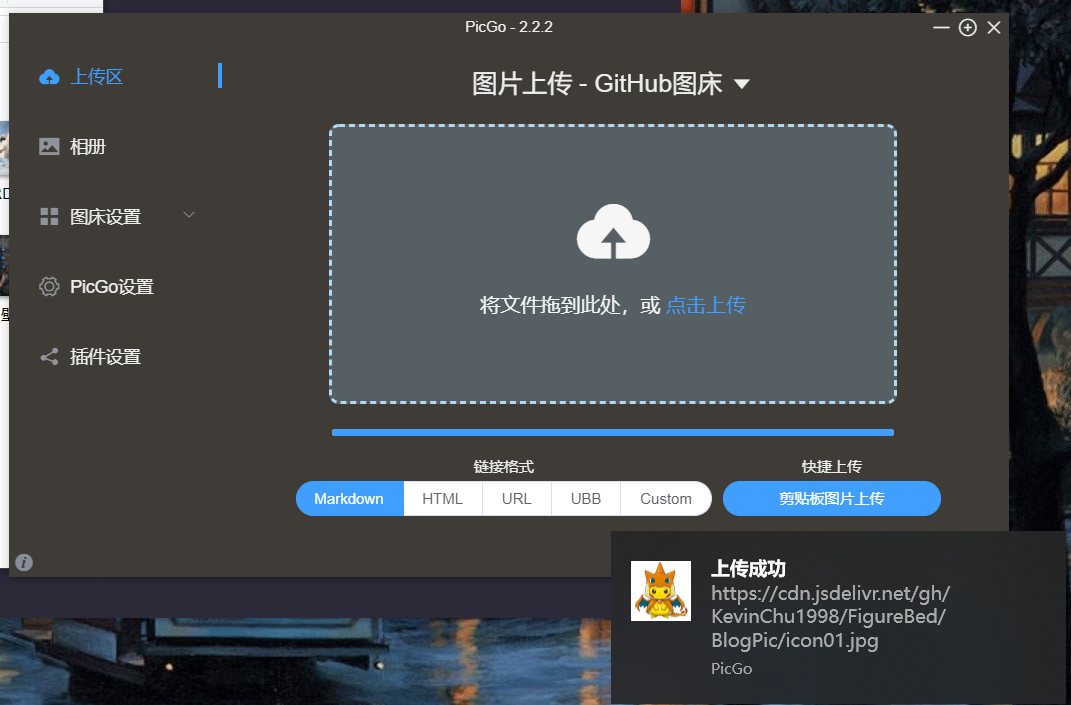 PicGo - 2.2.2
上传区
图片上传 - GitHub图床
相册
图床设置
PicGo设置
插件设置
将文件拖到此处，或 点击上传
链接格式
快捷上传
Markdown
HTML
URL
UBB
Custom
剪贴板图片上传
上传成功
https://cdn.jsdelivr.net/gh/
KevinChu1998/FigureBed/
BlogPic/icon01.jpg
PicGo